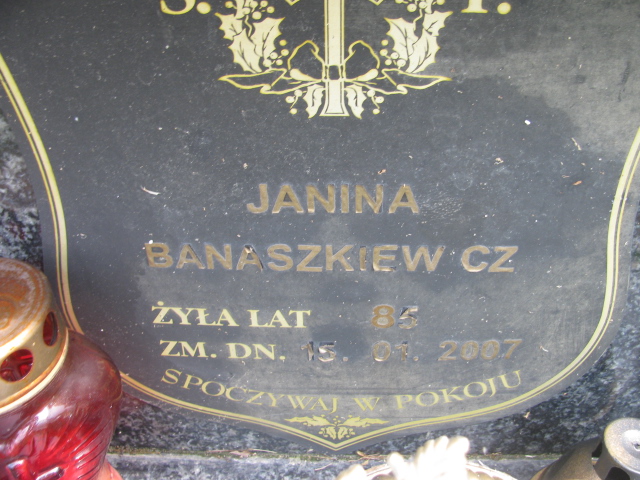 Ś. P.
JANINA
BANASZKIEW CZ
ŻYŁA LAT 85
ZM. DN. 15. 01. 2007
SPOCZYWAJ W POKOJU